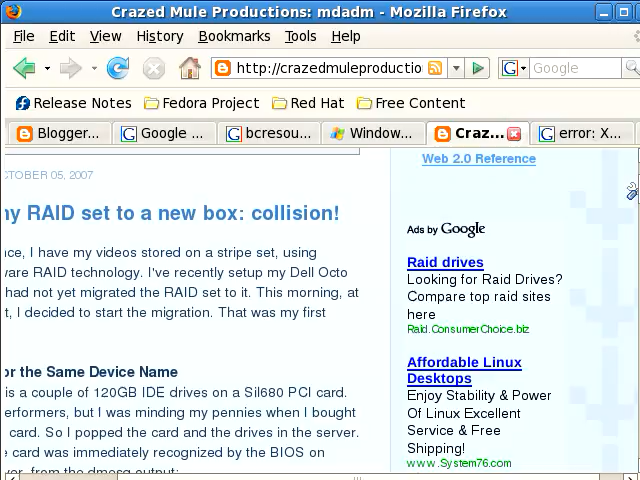 Crazed Mule Productions: mdadm - Mozilla Firefox
File Edit View History Bookmarks Tools Help
http://crazedmuleproductio
Google
Release Notes Fedora Project Red Hat Free Content
Blogger... Google ... bcresou... Window... Craz... error: X...
Web 2.0 Reference
CTOBER 05, 2007
ny RAID set to a new box: collision!
nce, I have my videos stored on a stripe set, using
ware RAID technology. I've recently setup my Dell Octo
had not yet migrated the RAID set to it. This morning, at
t, I decided to start the migration. That was my first
or the Same Device Name
is a couple of 120GB IDE drives on a Sil680 PCI card.
erformers, but I was minding my pennies when I bought
card. So I popped the card and the drives in the server.
e card was immediately recognized by the BIOS on
ver, from the dmesg output:
Ads by Google
Raid drives
Looking for Raid Drives?
Compare top raid sites
here
Raid.ConsumerChoice.biz
Affordable Linux
Desktops
Enjoy Stability & Power
Of Linux Excellent
Service & Free
Shipping!
www.System76.com